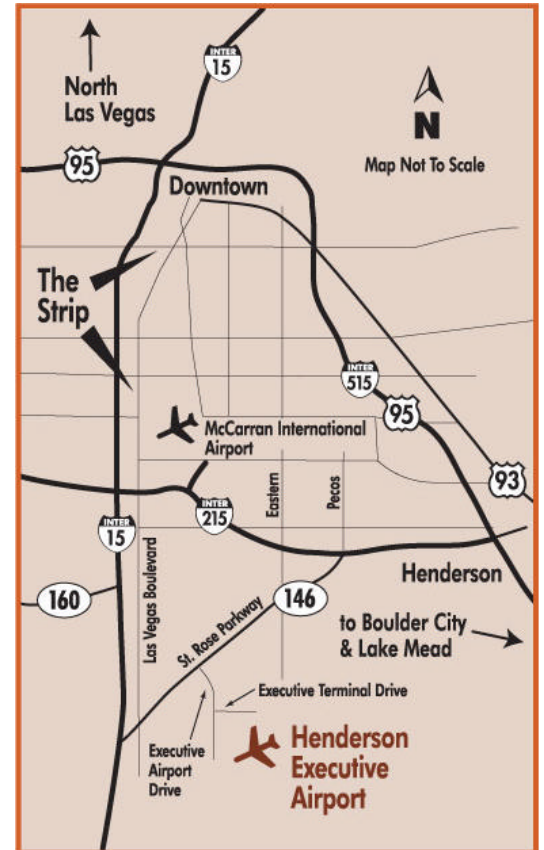 North
Las Vegas
INTER
15
N
Map Not To Scale
95
Downtown
The
Strip
INTER
515
95
McCarran International
Airport
93
Eastern
Pecos
INTER
215
INTER
15
Las Vegas Boulevard
Henderson
160
146
to Boulder City
& Lake Mead
St. Rose Parkway
Executive Terminal Drive
Executive
Airport
Drive
Henderson
Executive
Airport